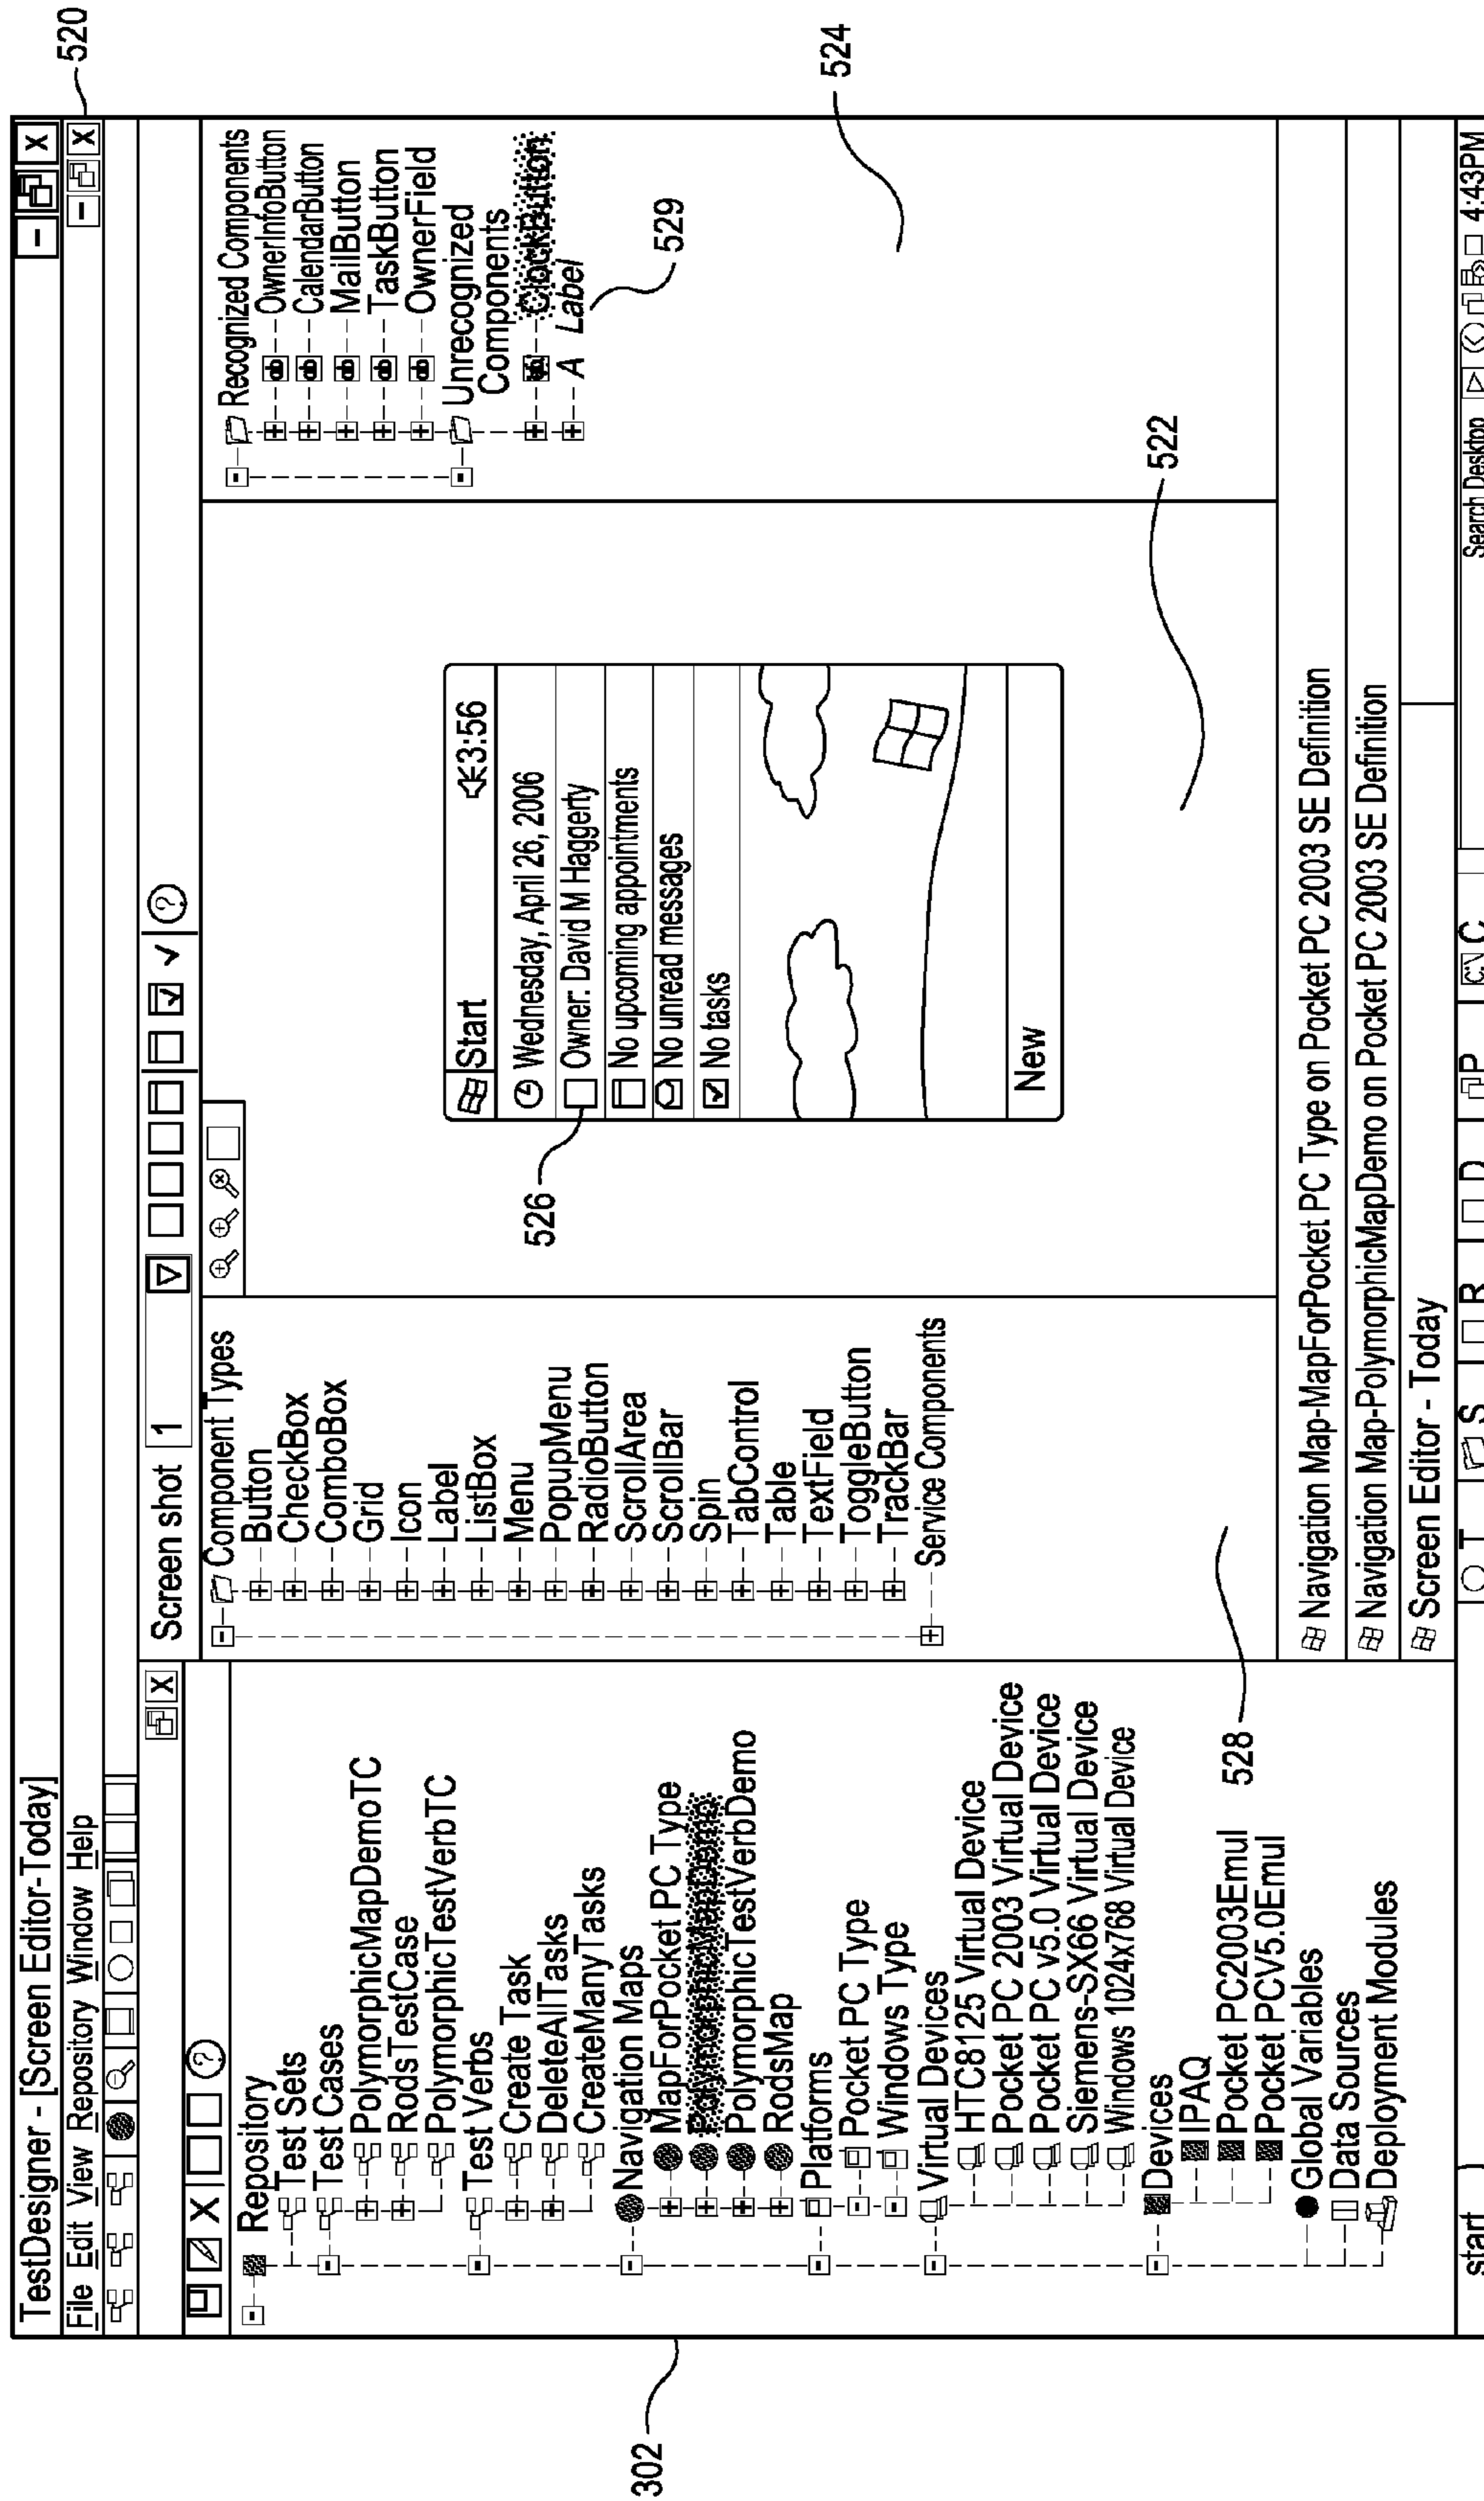 TestDesigner - [Screen Editor-Today]
File Edit View Repository Window Help
Repository
Test Sets
Test Cases
PolymorphicMapDemoTC
RodsTestCase
PolymorphicTestVerbTC
Test Verbs
Create Task
DeleteAllTasks
CreateManyTasks
Navigation Maps
MapForPocket PC Type
PolymorphicMapDemo
PolymorphicTestVerbDemo
RodsMap
Platforms
Pocket PC Type
Windows Type
Virtual Devices
HTC8125 Virtual Device
Pocket PC 2003 Virtual Device
Pocket PC v5.0 Virtual Device
Siemens-SX66 Virtual Device
Windows 1024x768 Virtual Device
Devices
IPAQ
Pocket PC2003Emul
Pocket PCV5.0Emul
Global Variables
Data Sources
Deployment Modules
Screen shot 1
Component Types
Button
CheckBox
ComboBox
Grid
Icon
Label
ListBox
Menu
PopupMenu
RadioButton
ScrollArea
ScrollBar
Spin
TabControl
Table
TextField
ToggleButton
TrackBar
Service Components
Start 3:56
Wednesday, April 26, 2006
Owner: David M Haggerty
No upcoming appointments
No unread messages
No tasks
New
Recognized Components
OwnerInfoButton
CalendarButton
MailButton
TaskButton
OwnerField
Unrecognized
Components
ClockButton
A Label
Navigation Map-MapForPocket PC Type on Pocket PC 2003 SE Definition
Navigation Map-PolymorphicMapDemo on Pocket PC 2003 SE Definition
Screen Editor - Today
start T S R D P C:\ C Search Desktop 4:43PM
302
520
522
524
526
528
529